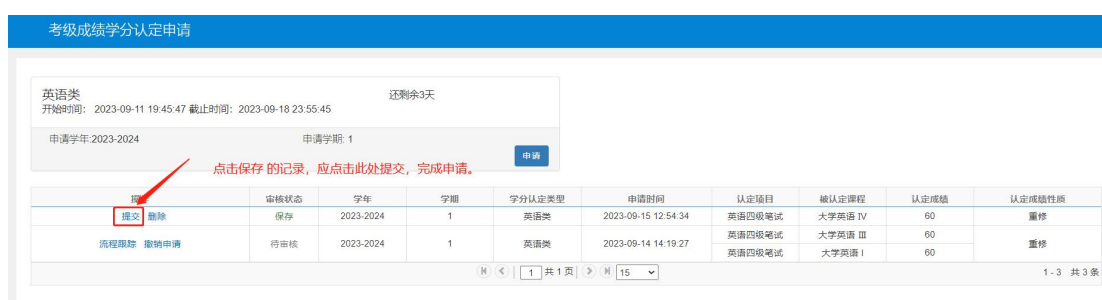 考级成绩学分认定申请
英语类 还剩余3天
开始时间: 2023-09-11 19:45:47 截止时间: 2023-09-18 23:55:45
申请学年:2023-2024 申请学期: 1
申请
点击保存 的记录，应点击此处提交，完成申请。
审核状态 学年 学期 学分认定类型 申请时间 认定项目 被认定课程 认定成绩 认定成绩性质
提交 删除 保存 2023-2024 1 英语类 2023-09-15 12:54:34 英语四级笔试 大学英语 IV 60 重修
流程跟踪 撤销申请 待审核 2023-2024 1 英语类 2023-09-14 14:19:27 英语四级笔试 大学英语 III 60 重修
英语四级笔试 大学英语 I 60
1 共 1 页 15 1 - 3 共 3 条